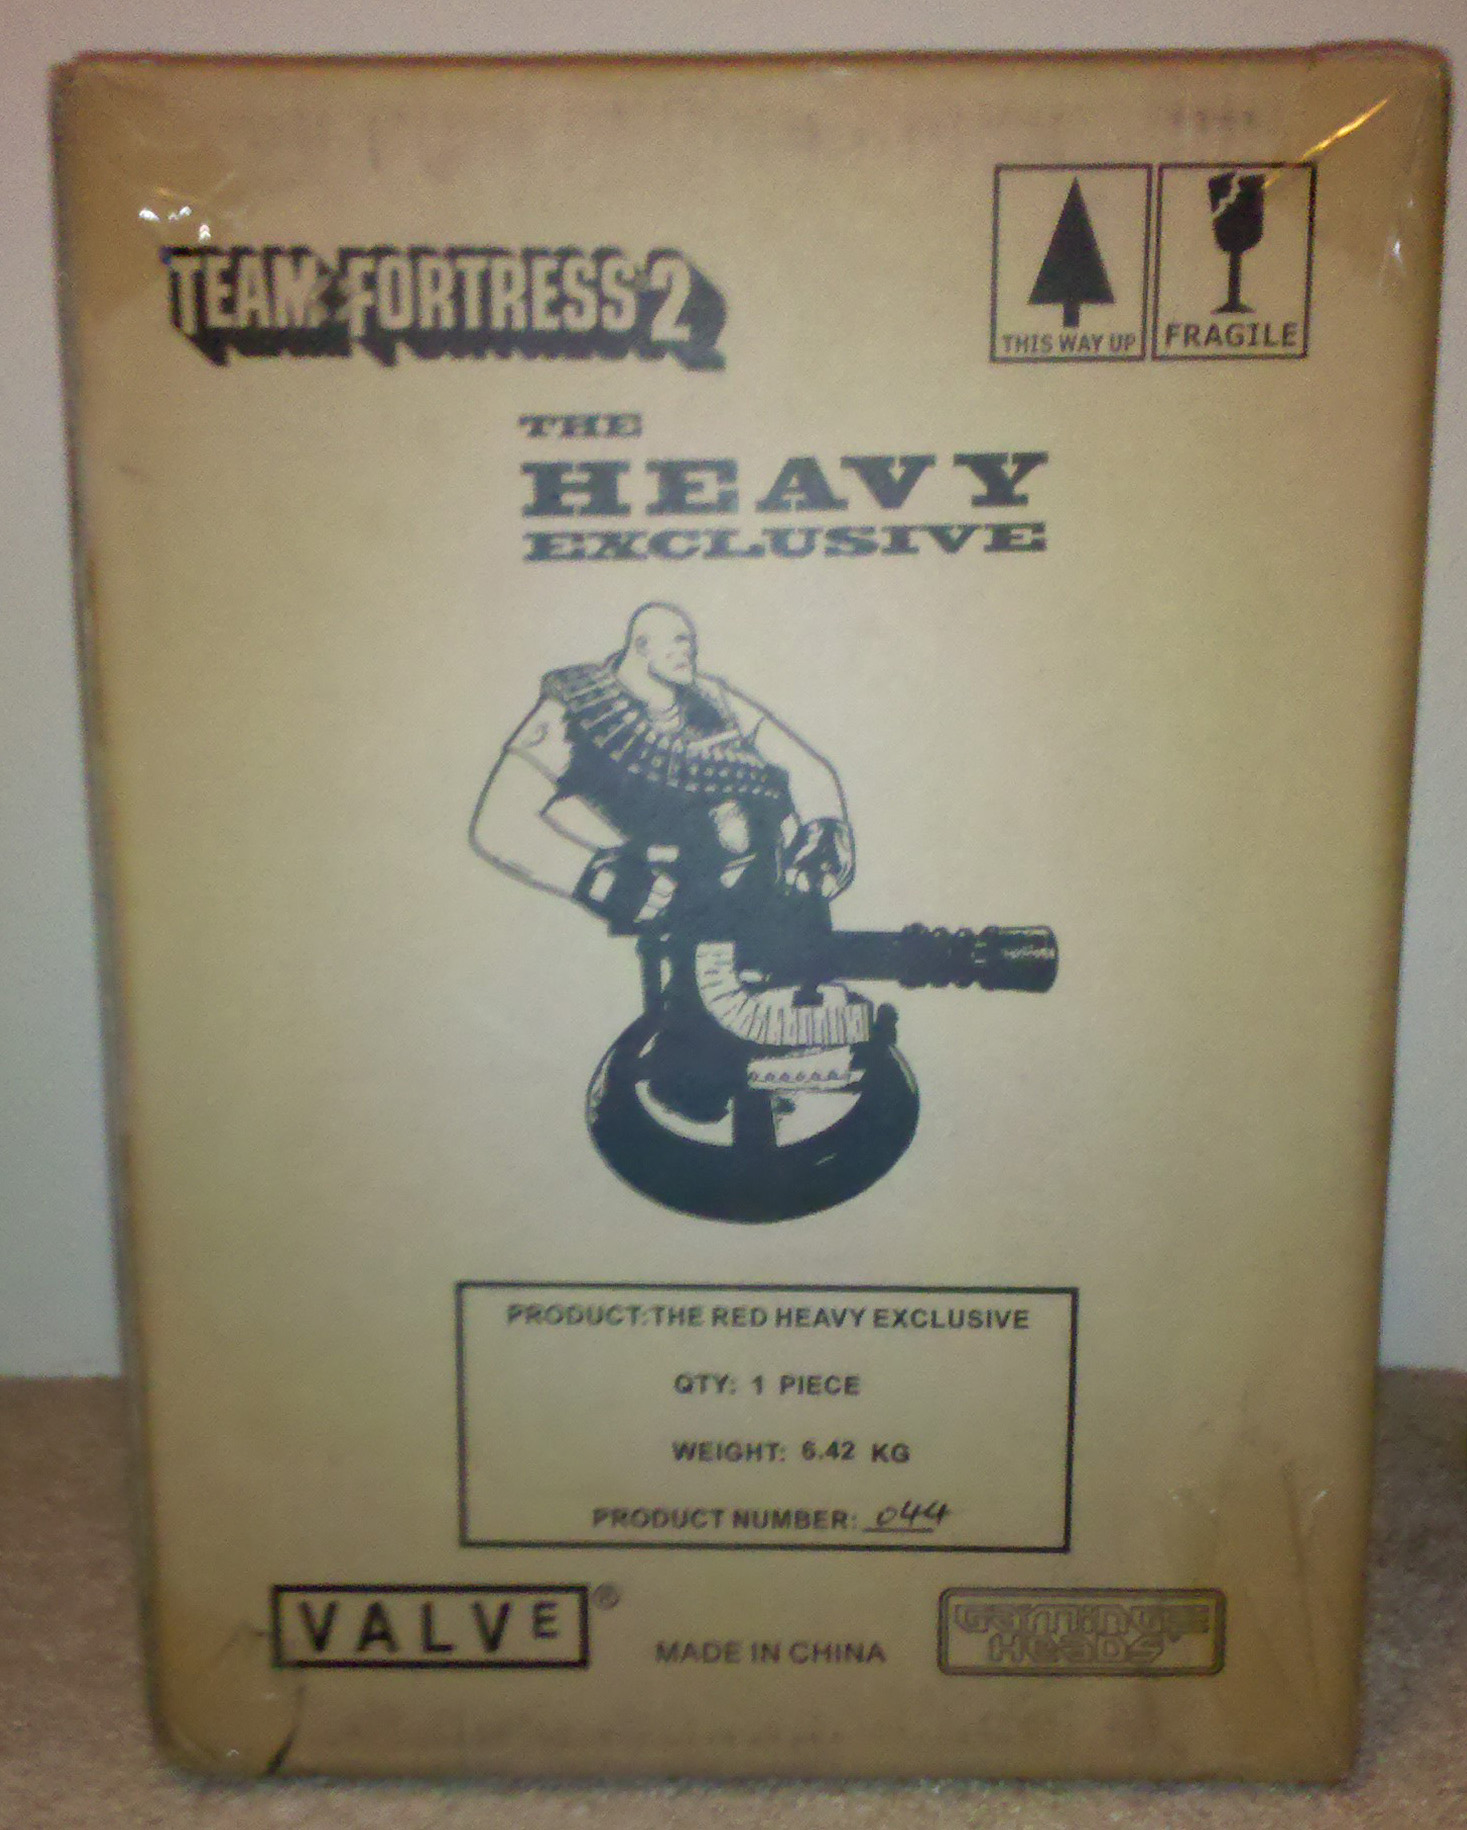 TEAM FORTRESS 2
THIS WAY UP
FRAGILE
THE
HEAVY
EXCLUSIVE
PRODUCT:THE RED HEAVY EXCLUSIVE
QTY: 1 PIECE
WEIGHT: 6.42 KG
PRODUCT NUMBER: 044
VALVE®
MADE IN CHINA
GAMING
HEADS